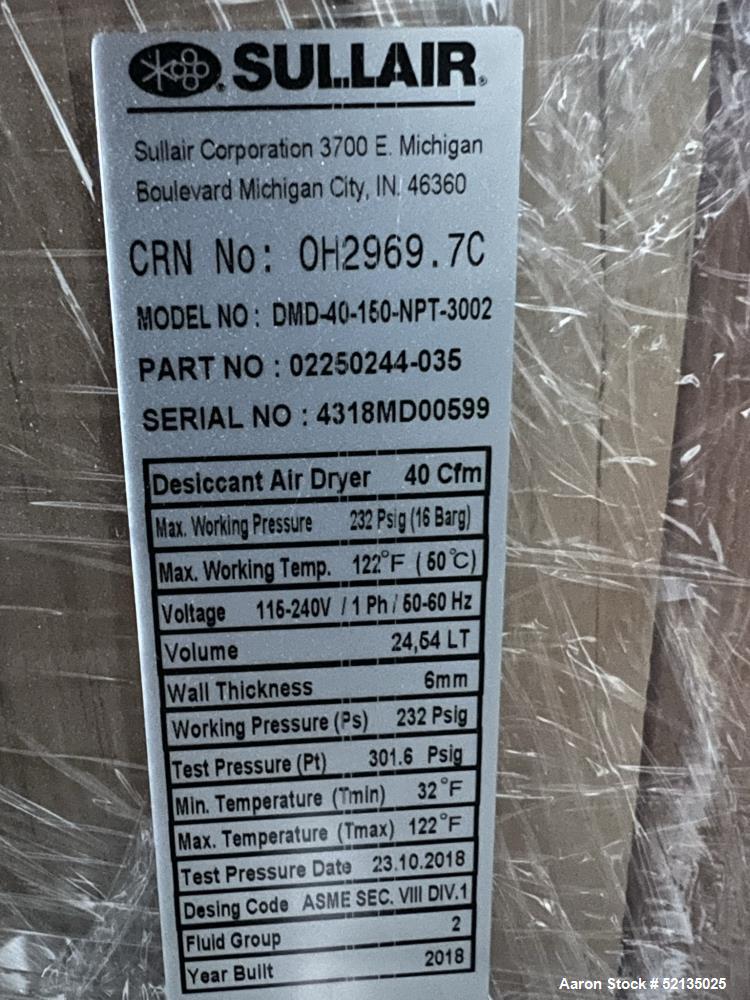 SULLAIR®
Sullair Corporation 3700 E. Michigan
Boulevard Michigan City, IN. 46360
CRN No: 0H2969.7C
MODEL NO : DMD-40-150-NPT-3002
PART NO : 02250244-035
SERIAL NO : 4318MD00599
Desiccant Air Dryer 40 Cfm
Max. Working Pressure 232 Psig (16 Barg)
Max. Working Temp. 122°F (50°C)
Voltage 115-240V / 1 Ph / 50-60 Hz
Volume 24,54 LT
Wall Thickness 6mm
Working Pressure (Ps) 232 Psig
Test Pressure (Pt) 301.6 Psig
Min. Temperature (Tmin) 32°F
Max. Temperature (Tmax) 122°F
Test Pressure Date 23.10.2018
Desing Code ASME SEC. VIII DIV.1
Fluid Group 2
Year Built 2018
Aaron Stock # 52135025